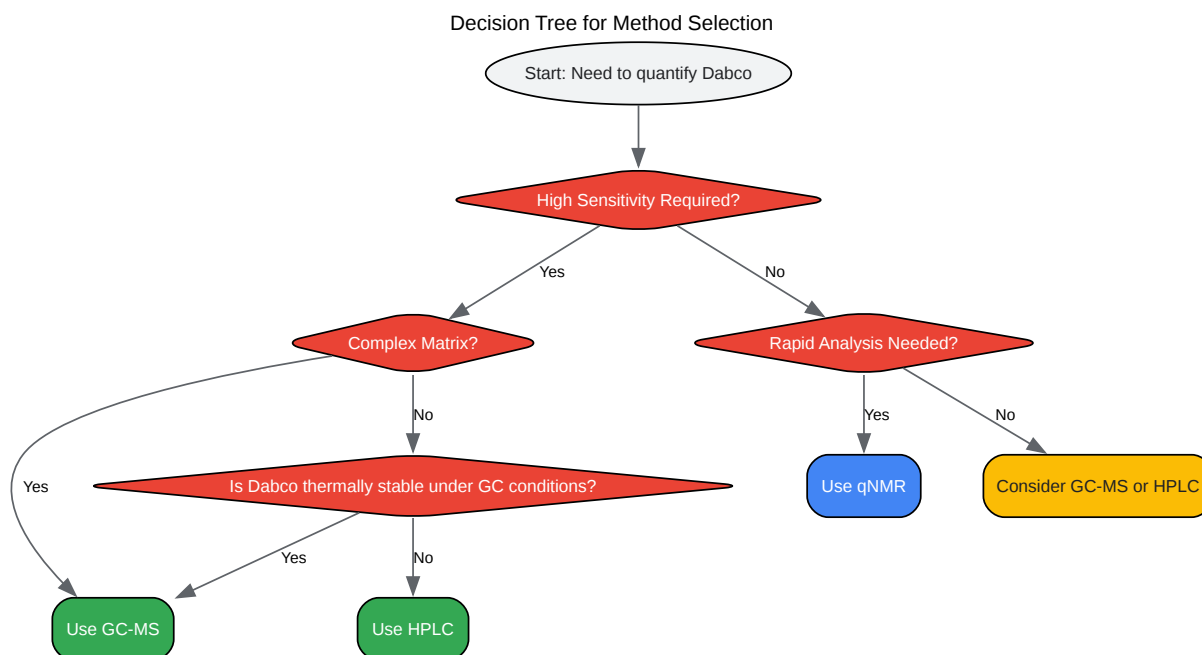 Decision Tree for Method Selection
Start: Need to quantify Dabco
High Sensitivity Required?
Yes
No
Complex Matrix?
Rapid Analysis Needed?
No
Yes
No
Yes
Is Dabco thermally stable under GC conditions?
Use qNMR
Consider GC-MS or HPLC
Yes
No
Use GC-MS
Use HPLC